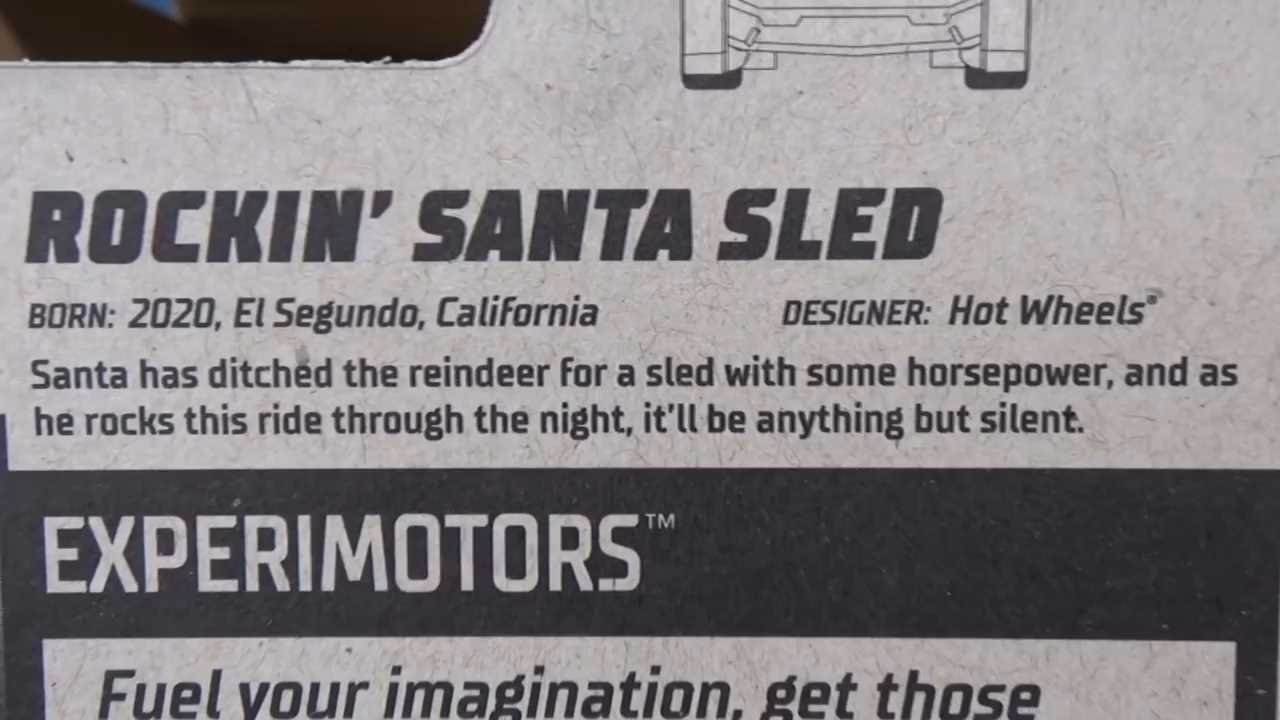 ROCKIN' SANTA SLED
BORN: 2020, El Segundo, California DESIGNER: Hot Wheels®
Santa has ditched the reindeer for a sled with some horsepower, and as
he rocks this ride through the night, it'll be anything but silent.
EXPERIMOTORS™
Fuel your imagination, get those